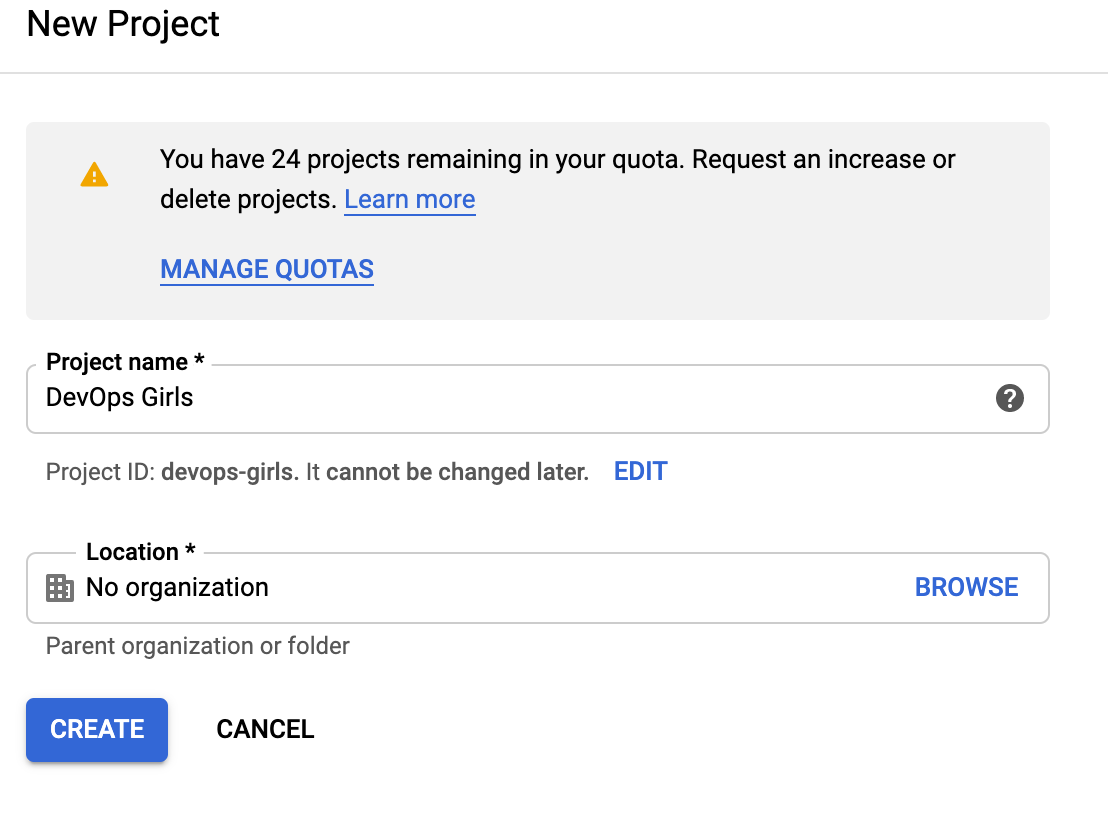 New Project
You have 24 projects remaining in your quota. Request an increase or
delete projects. Learn more
MANAGE QUOTAS
Project name *
DevOps Girls
Project ID: devops-girls. It cannot be changed later. EDIT
Location *
No organization BROWSE
Parent organization or folder
CREATE CANCEL